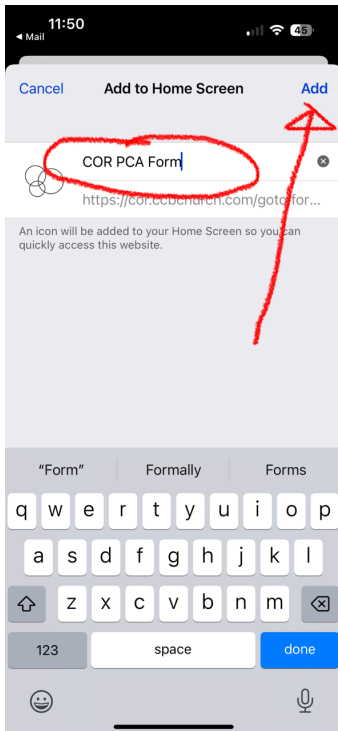 11:50
◀ Mail
45
Cancel Add to Home Screen Add
COR PCA Form
https://cor.ccbchurch.com/goto/for...
An icon will be added to your Home Screen so you can
quickly access this website.
“Form” Formally Forms
q w e r t y u i o p
a s d f g h j k l
z x c v b n m
123 space done